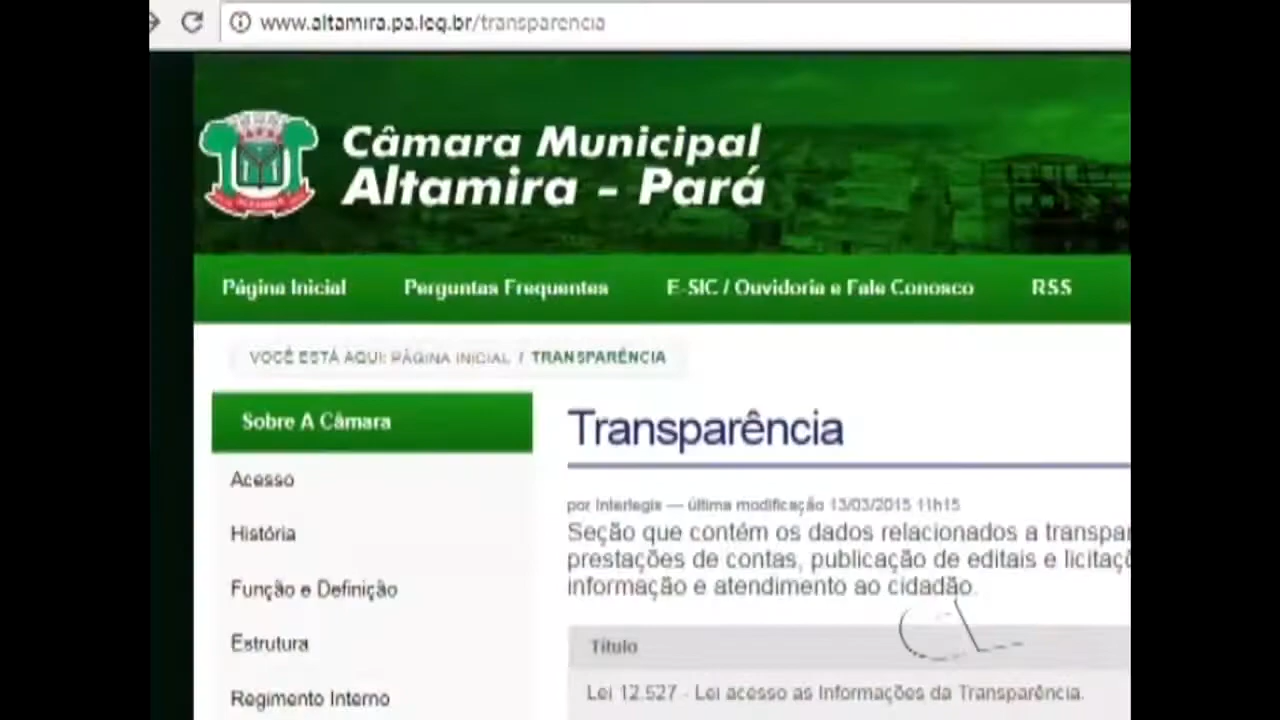 www.altamira.pa.leg.br/transparencia
Câmara Municipal
Altamira - Pará
ALTAMIRA
Página Inicial Perguntas Frequentes E-SIC / Ouvidoria e Fale Conosco RSS
VOCÊ ESTÁ AQUI: PÁGINA INICIAL / TRANSPARÊNCIA
Sobre A Câmara
Acesso
História
Função e Definição
Estrutura
Regimento Interno
Transparência
por Interlegis — última modificação 13/03/2015 11h15
Seção que contém os dados relacionados a transpar
prestações de contas, publicação de editais e licitaçõ
informação e atendimento ao cidadão.
Título
Lei 12.527 - Lei acesso as Informações da Transparência.